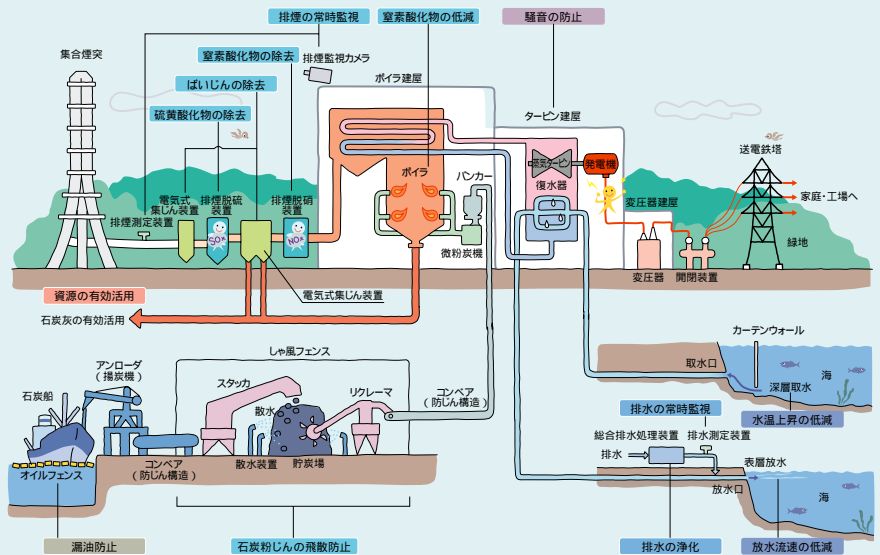 排煙の常時監視
窒素酸化物の低減
騒音の防止
集合煙突
窒素酸化物の除去
排煙監視カメラ
ばいじんの除去
ボイラ建屋
硫黄酸化物の除去
タービン建屋
送電鉄塔
ボイラ
バンカー
蒸気タービン
発電機
復水器
電気式
集じん装置
排煙脱硫
装置
排煙脱硝
装置
変圧器建屋
家庭・工場へ
排煙測定装置
SOx
NOx
微粉炭機
緑地
変圧器
開閉装置
資源の有効活用
電気式集じん装置
石炭灰の有効活用
カーテンウォール
しゃ風フェンス
アンローダ
(揚炭機)
取水口
海
スタッカ
リクレーマ
コンベア
(防じん構造)
深層取水
石炭船
散水
排水の常時監視
水温上昇の低減
総合排水処理装置
排水測定装置
排水
表層放水
オイルフェンス
コンベア
(防じん構造)
散水装置
貯炭場
放水口
海
漏油防止
石炭粉じんの飛散防止
排水の浄化
放水流速の低減